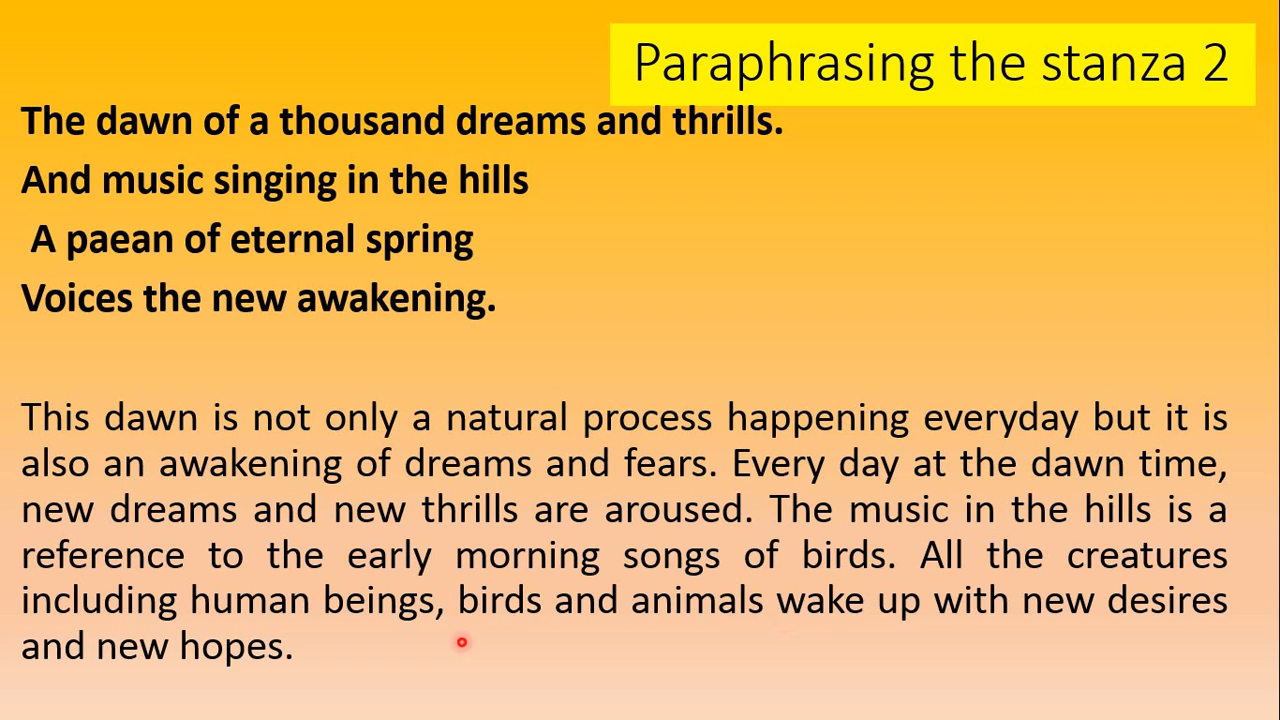 Paraphrasing the stanza 2
The dawn of a thousand dreams and thrills.
And music singing in the hills
A paean of eternal spring
Voices the new awakening.
This dawn is not only a natural process happening everyday but it is
also an awakening of dreams and fears. Every day at the dawn time,
new dreams and new thrills are aroused. The music in the hills is a
reference to the early morning songs of birds. All the creatures
including human beings, birds and animals wake up with new desires
and new hopes.